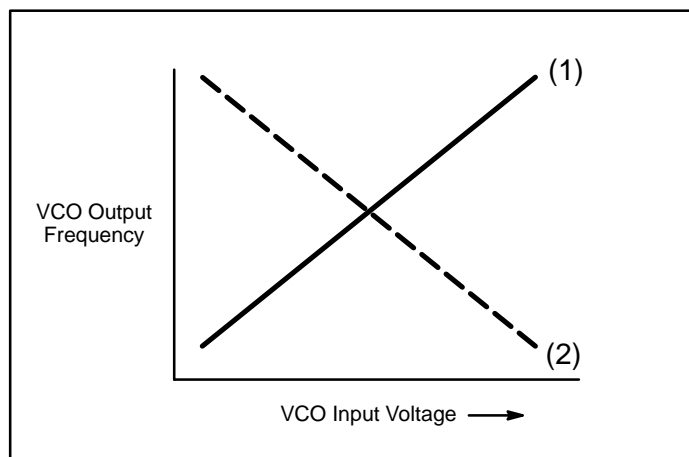 (1)
VCO Output
Frequency
(2)
VCO Input Voltage